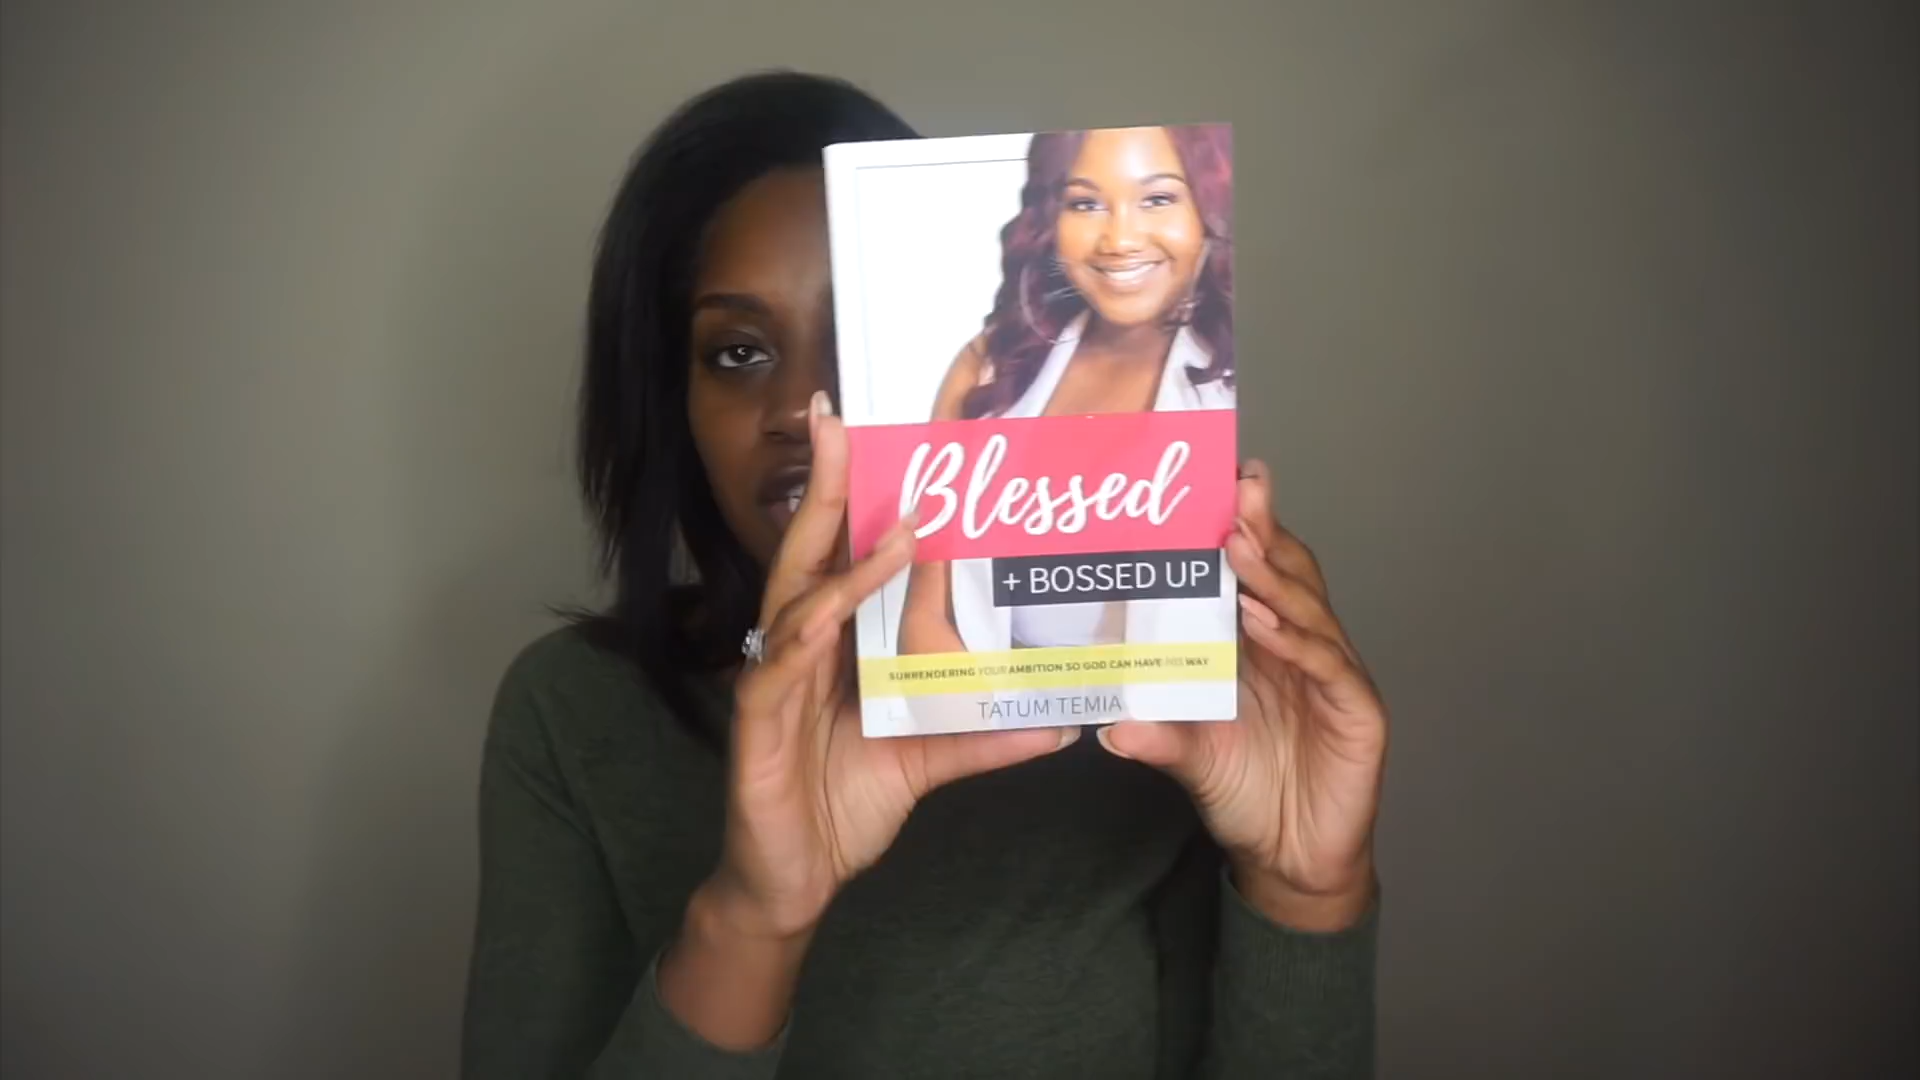 Blessed
+ BOSSED UP
SURRENDERING YOUR AMBITION SO GOD CAN HAVE HIS WAY
TATUM TEMIA